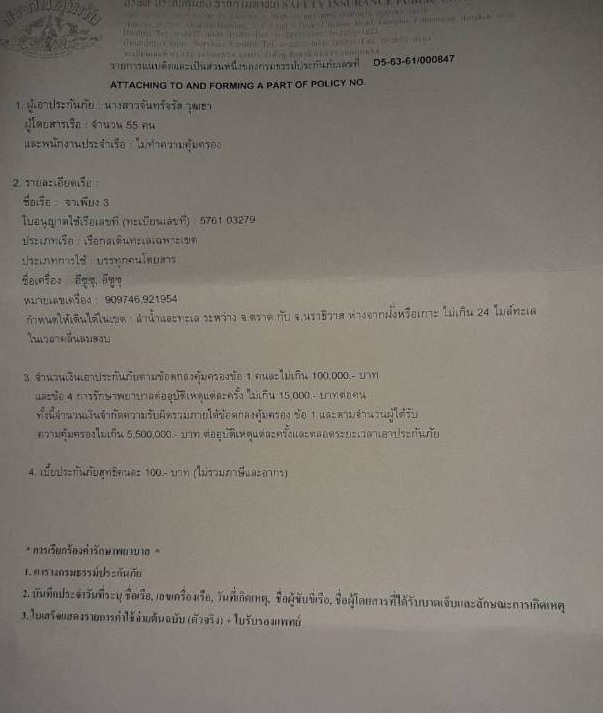 SAFETY INSURANCE
รายการแนบติดและเป็นส่วนหนึ่งของกรมธรรม์ประกันภัยเลขที่ D5-63-61/000847
ATTACHING TO AND FORMING A PART OF POLICY NO.
1. ผู้เอาประกันภัย : นางสาวจันทร์จรัส วุฒธา
ผู้โดยสารเรือ : จำนวน 55 คน
และพนักงานประจำเรือ : ไม่ทำความคุ้มครอง
2. รายละเอียดเรือ :
ชื่อเรือ : จาเพียง 3
ใบอนุญาตใช้เรือเลขที่ (ทะเบียนเลขที่) : 5761 03279
ประเภทเรือ : เรือกลเดินทะเลเฉพาะเขต
ประเภทการใช้ : บรรทุกคนโดยสาร
ชื่อเครื่อง : อีซูซุ, อีซูซุ
หมายเลขเครื่อง : 909746,921954
กำหนดให้เดินได้ในเขต : ลำน้ำและทะเล ระหว่าง จ.ตราด กับ จ.นราธิวาส ห่างจากฝั่งหรือเกาะ ไม่เกิน 24 ไมล์ทะเล
ในเวลาคลื่นลมสงบ
3. จำนวนเงินเอาประกันภัยตามข้อตกลงคุ้มครองข้อ 1 คนละไม่เกิน 100,000.- บาท
และข้อ 4 การรักษาพยาบาลต่ออุบัติเหตุแต่ละครั้ง ไม่เกิน 15,000.- บาทต่อคน
ทั้งนี้จำนวนเงินจำกัดความรับผิดรวมภายใต้ข้อตกลงคุ้มครอง ข้อ 1 และตามจำนวนผู้ได้รับ
ความคุ้มครองไม่เกิน 5,500,000.- บาท ต่ออุบัติเหตุแต่ละครั้งและตลอดระยะเวลาเอาประกันภัย
4. เบี้ยประกันภัยสุทธิคนละ 100.- บาท (ไม่รวมภาษีและอากร)
* การเรียกร้องค่ารักษาพยาบาล *
1. ตารางกรมธรรม์ประกันภัย
2. บันทึกประจำวันที่ระบุ ชื่อเรือ, เลขเครื่องเรือ, วันที่เกิดเหตุ, ชื่อผู้ขับขี่เรือ, ชื่อผู้โดยสารที่ได้รับบาดเจ็บและลักษณะการเกิดเหตุ
3. ใบเสร็จแสดงรายการค่าใช้จ่ายต้นฉบับ (ตัวจริง) + ใบรับรองแพทย์